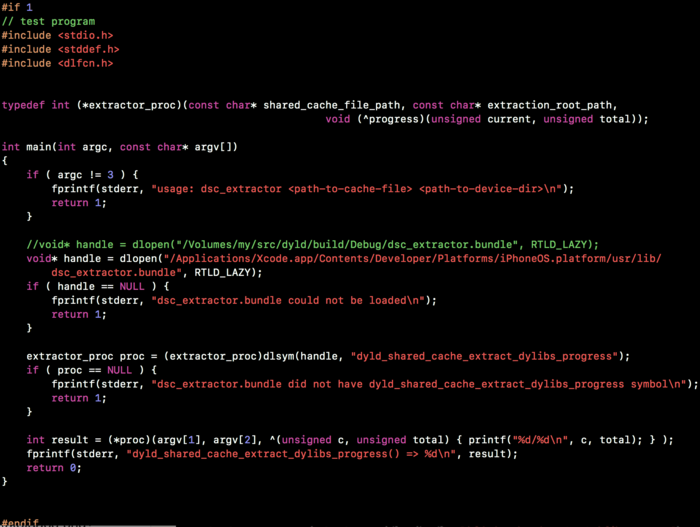 #if 1
// test program
#include <stdio.h>
#include <stddef.h>
#include <dlfcn.h>
typedef int (*extractor_proc)(const char* shared_cache_file_path, const char* extraction_root_path,
void (^progress)(unsigned current, unsigned total));
int main(int argc, const char* argv[])
{
if ( argc != 3 ) {
fprintf(stderr, "usage: dsc_extractor <path-to-cache-file> <path-to-device-dir>\n");
return 1;
}
//void* handle = dlopen("/Volumes/my/src/dyld/build/Debug/dsc_extractor.bundle", RTLD_LAZY);
void* handle = dlopen("/Applications/Xcode.app/Contents/Developer/Platforms/iPhoneOS.platform/usr/lib/
dsc_extractor.bundle", RTLD_LAZY);
if ( handle == NULL ) {
fprintf(stderr, "dsc_extractor.bundle could not be loaded\n");
return 1;
}
extractor_proc proc = (extractor_proc)dlsym(handle, "dyld_shared_cache_extract_dylibs_progress");
if ( proc == NULL ) {
fprintf(stderr, "dsc_extractor.bundle did not have dyld_shared_cache_extract_dylibs_progress symbol\n");
return 1;
}
int result = (*proc)(argv[1], argv[2], ^(unsigned c, unsigned total) { printf("%d/%d\n", c, total); } );
fprintf(stderr, "dyld_shared_cache_extract_dylibs_progress() => %d\n", result);
return 0;
}
#endif